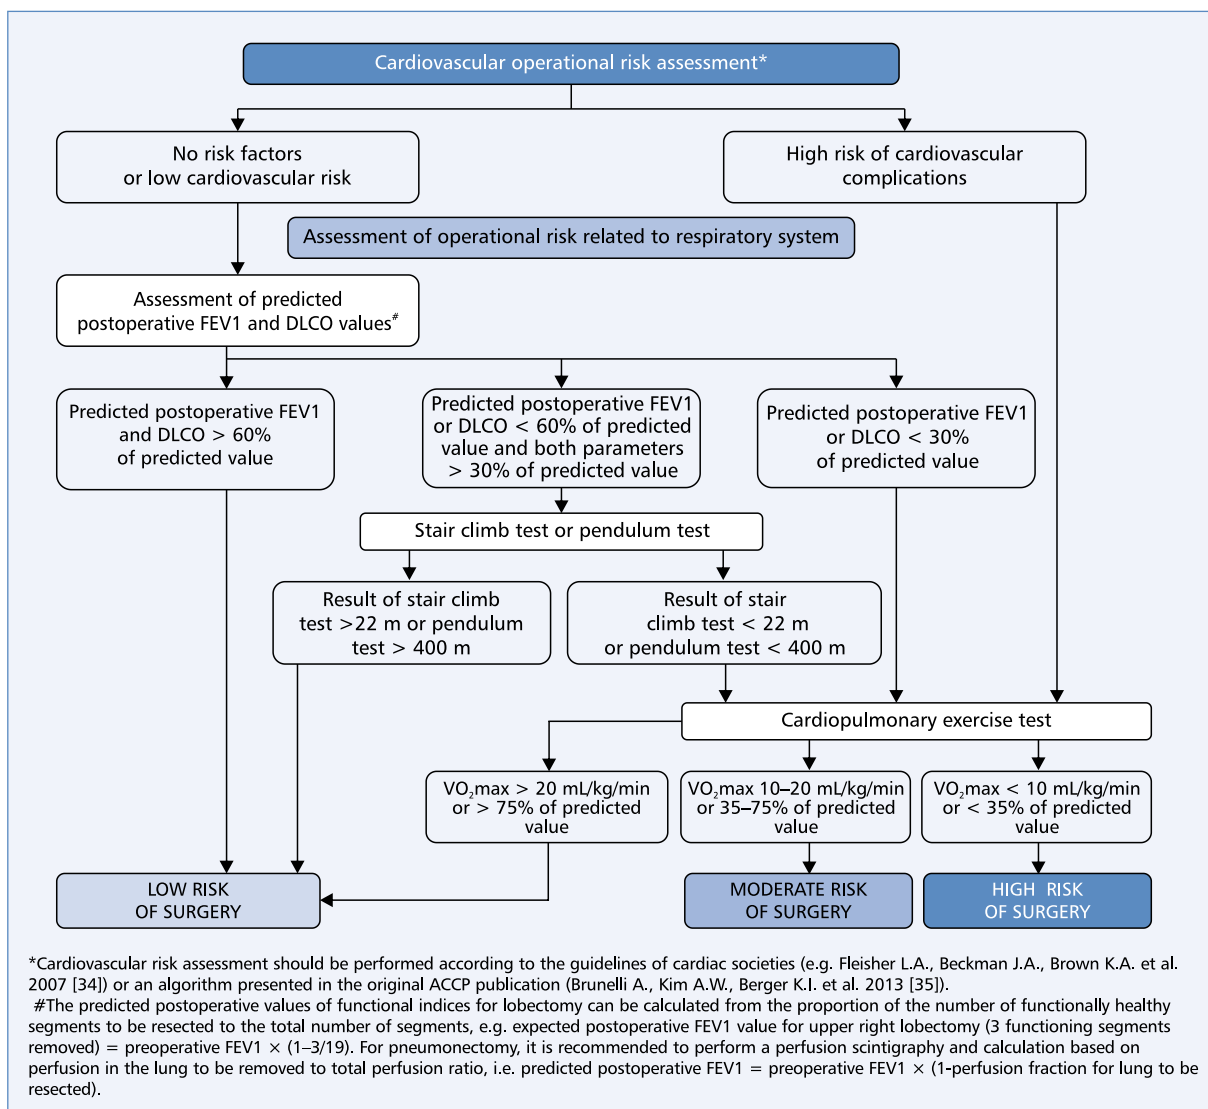 Cardiovascular operational risk assessment*
No risk factors
or low cardiovascular risk
High risk of cardiovascular
complications
Assessment of operational risk related to respiratory system
Assessment of predicted
postoperative FEV1 and DLCO values#
Predicted postoperative FEV1
and DLCO > 60%
of predicted value
Predicted postoperative FEV1
or DLCO < 60% of predicted
value and both parameters
> 30% of predicted value
Predicted postoperative FEV1
or DLCO < 30%
of predicted value
Stair climb test or pendulum test
Result of stair climb
test >22 m or pendulum
test > 400 m
Result of stair
climb test < 22 m
or pendulum test < 400 m
Cardiopulmonary exercise test
VO₂max > 20 mL/kg/min
or > 75% of predicted
value
VO₂max 10–20 mL/kg/min
or 35–75% of predicted
value
VO₂max < 10 mL/kg/min
or < 35% of predicted
value
LOW RISK
OF SURGERY
MODERATE RISK
OF SURGERY
HIGH RISK
OF SURGERY
*Cardiovascular risk assessment should be performed according to the guidelines of cardiac societies (e.g. Fleisher L.A., Beckman J.A., Brown K.A. et al.
2007 [34]) or an algorithm presented in the original ACCP publication (Brunelli A., Kim A.W., Berger K.I. et al. 2013 [35]).
#The predicted postoperative values of functional indices for lobectomy can be calculated from the proportion of the number of functionally healthy
segments to be resected to the total number of segments, e.g. expected postoperative FEV1 value for upper right lobectomy (3 functioning segments
removed) = preoperative FEV1 × (1–3/19). For pneumonectomy, it is recommended to perform a perfusion scintigraphy and calculation based on
perfusion in the lung to be removed to total perfusion ratio, i.e. predicted postoperative FEV1 = preoperative FEV1 × (1-perfusion fraction for lung to be
resected).